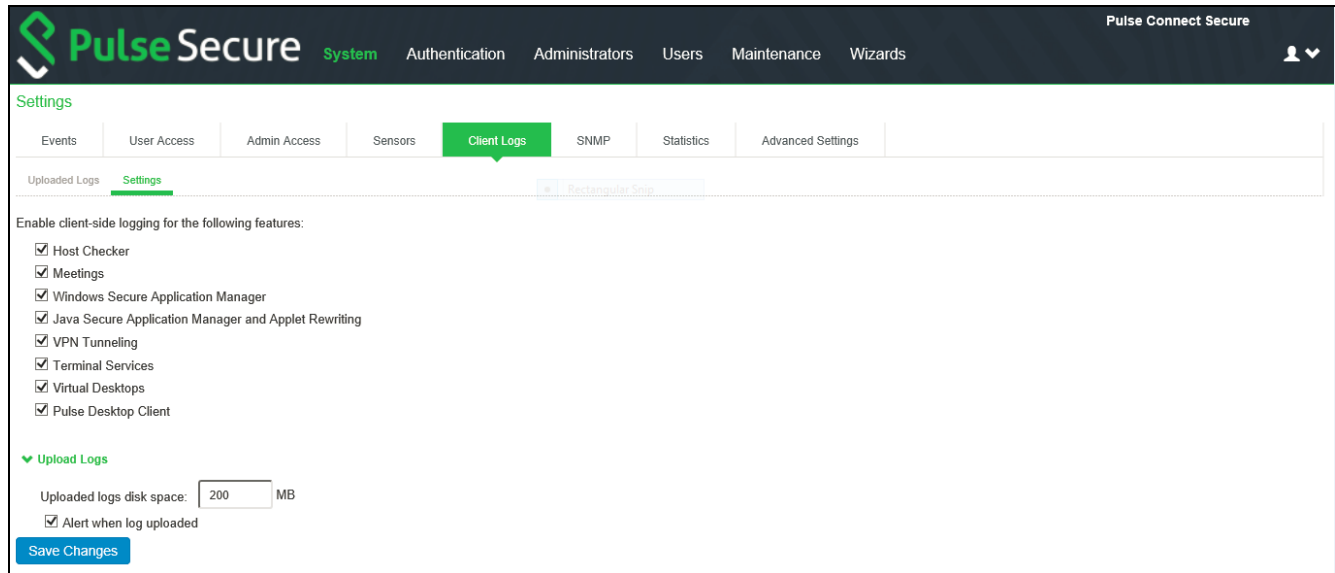 Pulse Connect Secure
Pulse Secure System Authentication Administrators Users Maintenance Wizards
Settings
Events User Access Admin Access Sensors Client Logs SNMP Statistics Advanced Settings
Uploaded Logs Settings
Rectangular Snip
Enable client-side logging for the following features:
Host Checker
Meetings
Windows Secure Application Manager
Java Secure Application Manager and Applet Rewriting
VPN Tunneling
Terminal Services
Virtual Desktops
Pulse Desktop Client
Upload Logs
Uploaded logs disk space: 200 MB
Alert when log uploaded
Save Changes